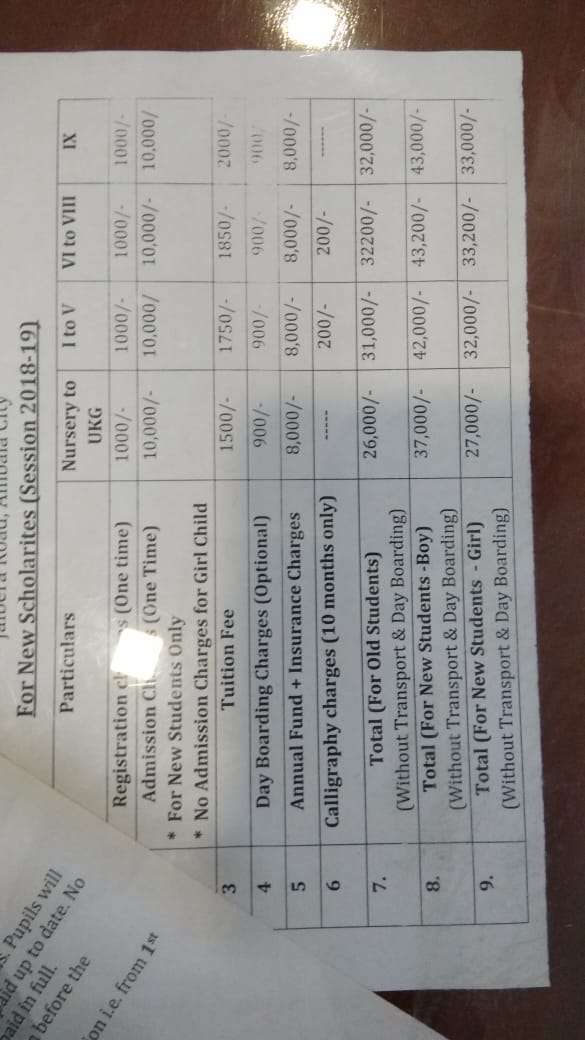 s. Pupils will
paid up to date. No
paid in full.
before the
on i.e. from 1st
Jalbera Road, Ambala City
For New Scholarites (Session 2018-19)
Particulars Nursery to UKG I to V VI to VIII IX
Registration (One time) 1000/- 1000/- 1000/- 1000/-
Admission (One Time) 10,000/- 10,000/ 10,000/- 10,000/
* For New Students Only
* No Admission Charges for Girl Child
3 Tuition Fee 1500/- 1750/- 1850/- 2000/-
4 Day Boarding Charges (Optional) 900/- 900/- 900/- 900/
5 Annual Fund + Insurance Charges 8,000/- 8,000/- 8,000/- 8,000/-
6 Calligraphy charges (10 months only) ----- 200/- 200/- ------
7. Total (For Old Students) 26,000/- 31,000/- 32200/- 32,000/-
(Without Transport & Day Boarding)
8. Total (For New Students -Boy) 37,000/- 42,000/- 43,200/- 43,000/-
(Without Transport & Day Boarding)
9. Total (For New Students - Girl) 27,000/- 32,000/- 33,200/- 33,000/-
(Without Transport & Day Boarding)